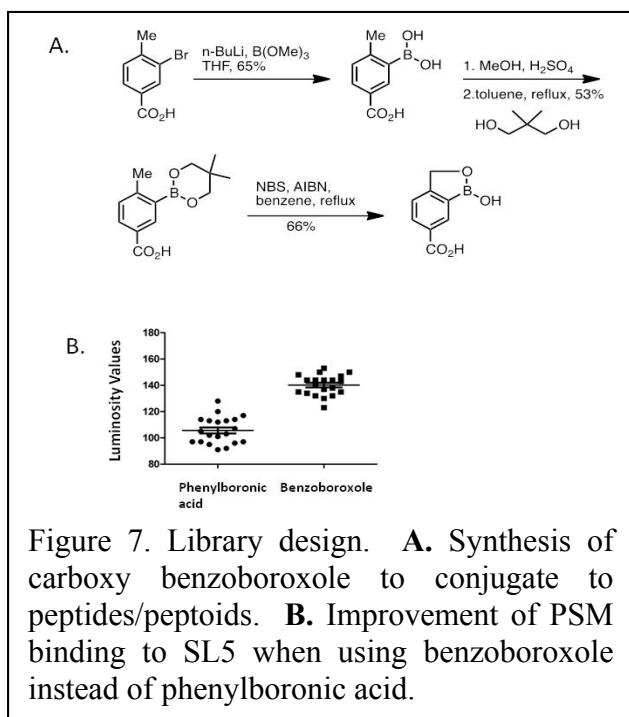 A.
Me
Br
CO₂H
n-BuLi, B(OMe)₃
THF, 65%
Me
OH
B
OH
CO₂H
1. MeOH, H₂SO₄
2.toluene, reflux, 53%
HO
OH
Me
O
B
O
CO₂H
NBS, AIBN,
benzene, reflux
66%
O
B
OH
CO₂H
B.
Luminosity Values
180
160
140
120
100
80
Phenylboronic
acid
Benzoboroxole
Figure 7. Library design. A. Synthesis of
carboxy benzoboroxole to conjugate to
peptides/peptoids. B. Improvement of PSM
binding to SL5 when using benzoboroxole
instead of phenylboronic acid.